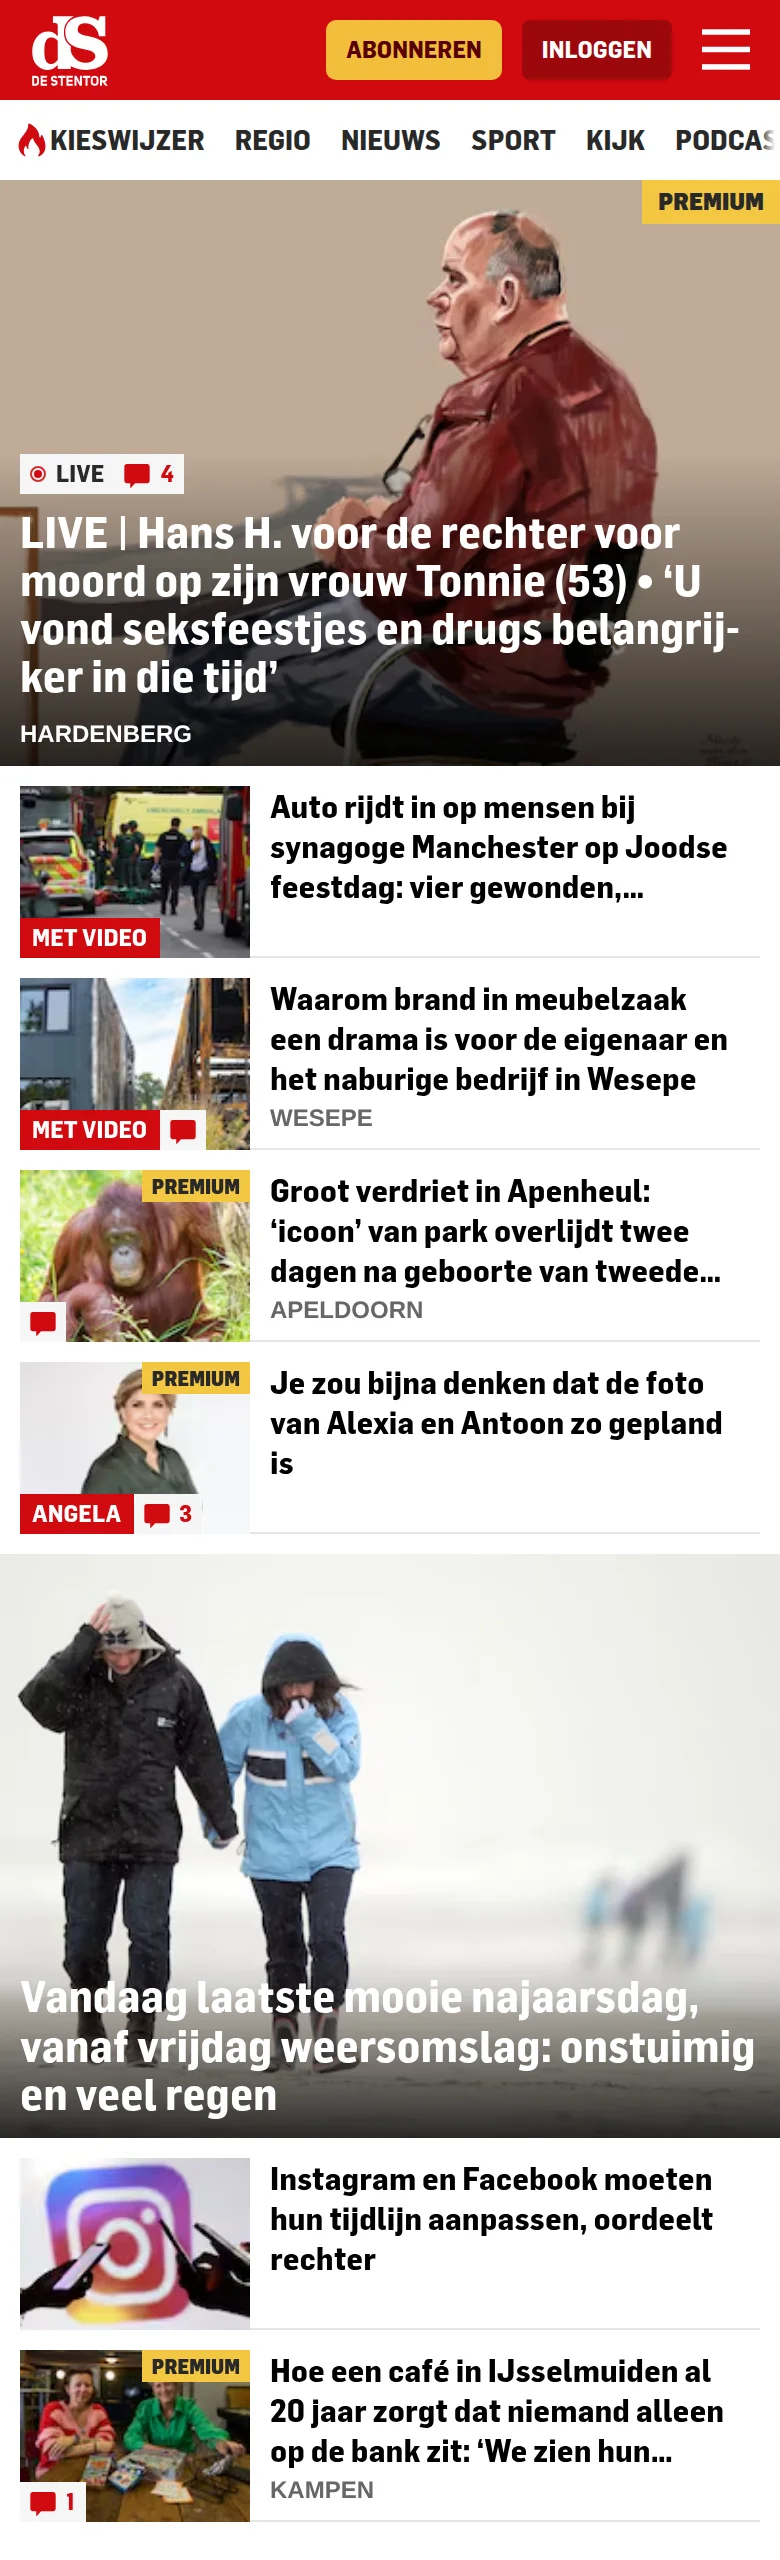 dS
DE STENTOR
ABONNEREN
INLOGGEN
KIESWIJZER REGIO NIEUWS SPORT KIJK PODCAS
PREMIUM
LIVE 4
LIVE | Hans H. voor de rechter voor
moord op zijn vrouw Tonnie (53) • ‘U
vond seksfeestjes en drugs belangrij-
ker in die tijd’
HARDENBERG
Auto rijdt in op mensen bij
synagoge Manchester op Joodse
feestdag: vier gewonden,...
MET VIDEO
Waarom brand in meubelzaak
een drama is voor de eigenaar en
het naburige bedrijf in Wesepe
WESEPE
MET VIDEO
PREMIUM
Groot verdriet in Apenheul:
‘icoon’ van park overlijdt twee
dagen na geboorte van tweede...
APELDOORN
PREMIUM
Je zou bijna denken dat de foto
van Alexia en Antoon zo gepland
is
ANGELA 3
Vandaag laatste mooie najaarsdag,
vanaf vrijdag weersomslag: onstuimig
en veel regen
Instagram en Facebook moeten
hun tijdlijn aanpassen, oordeelt
rechter
PREMIUM
Hoe een café in IJsselmuiden al
20 jaar zorgt dat niemand alleen
op de bank zit: ‘We zien hun...
KAMPEN
1